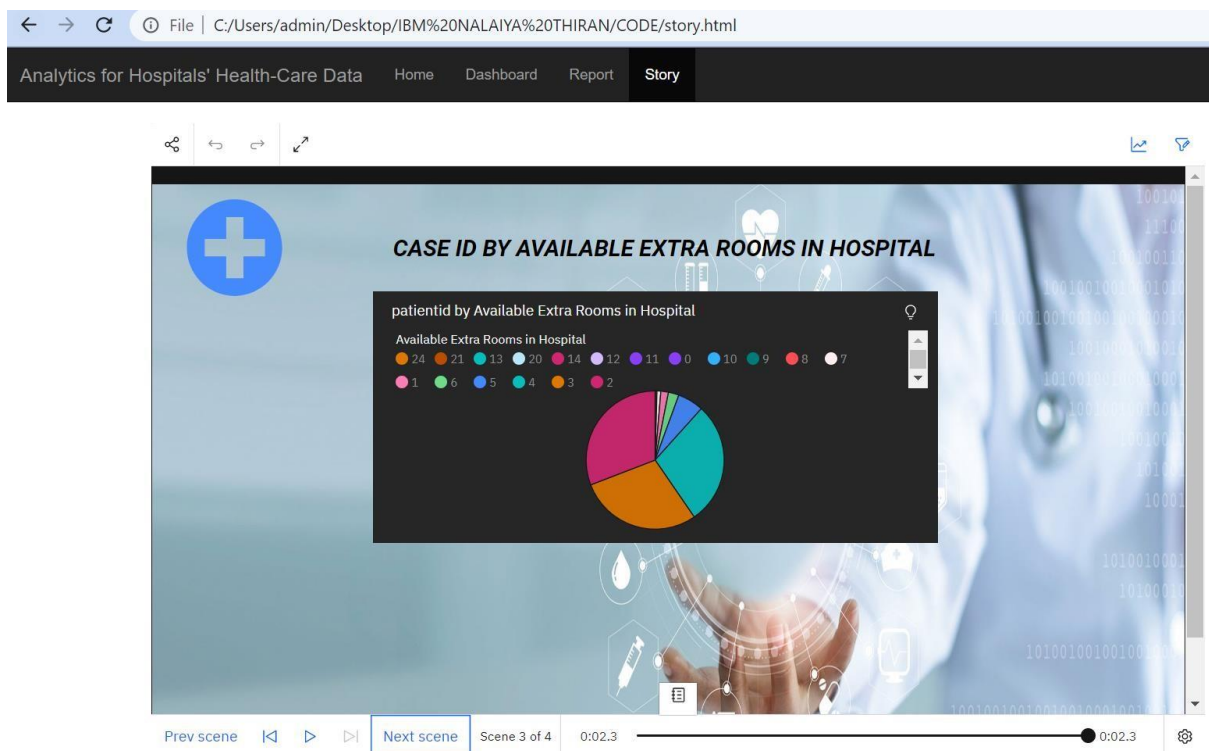 File | C:/Users/admin/Desktop/IBM%20NALAIYA%20THIRAN/CODE/story.html
Analytics for Hospitals' Health-Care Data Home Dashboard Report Story
CASE ID BY AVAILABLE EXTRA ROOMS IN HOSPITAL
patientid by Available Extra Rooms in Hospital
Available Extra Rooms in Hospital
24 21 13 20 14 12 11 0 10 9 8 7
1 6 5 4 3 2
Prev scene Next scene Scene 3 of 4 0:02.3 0:02.3